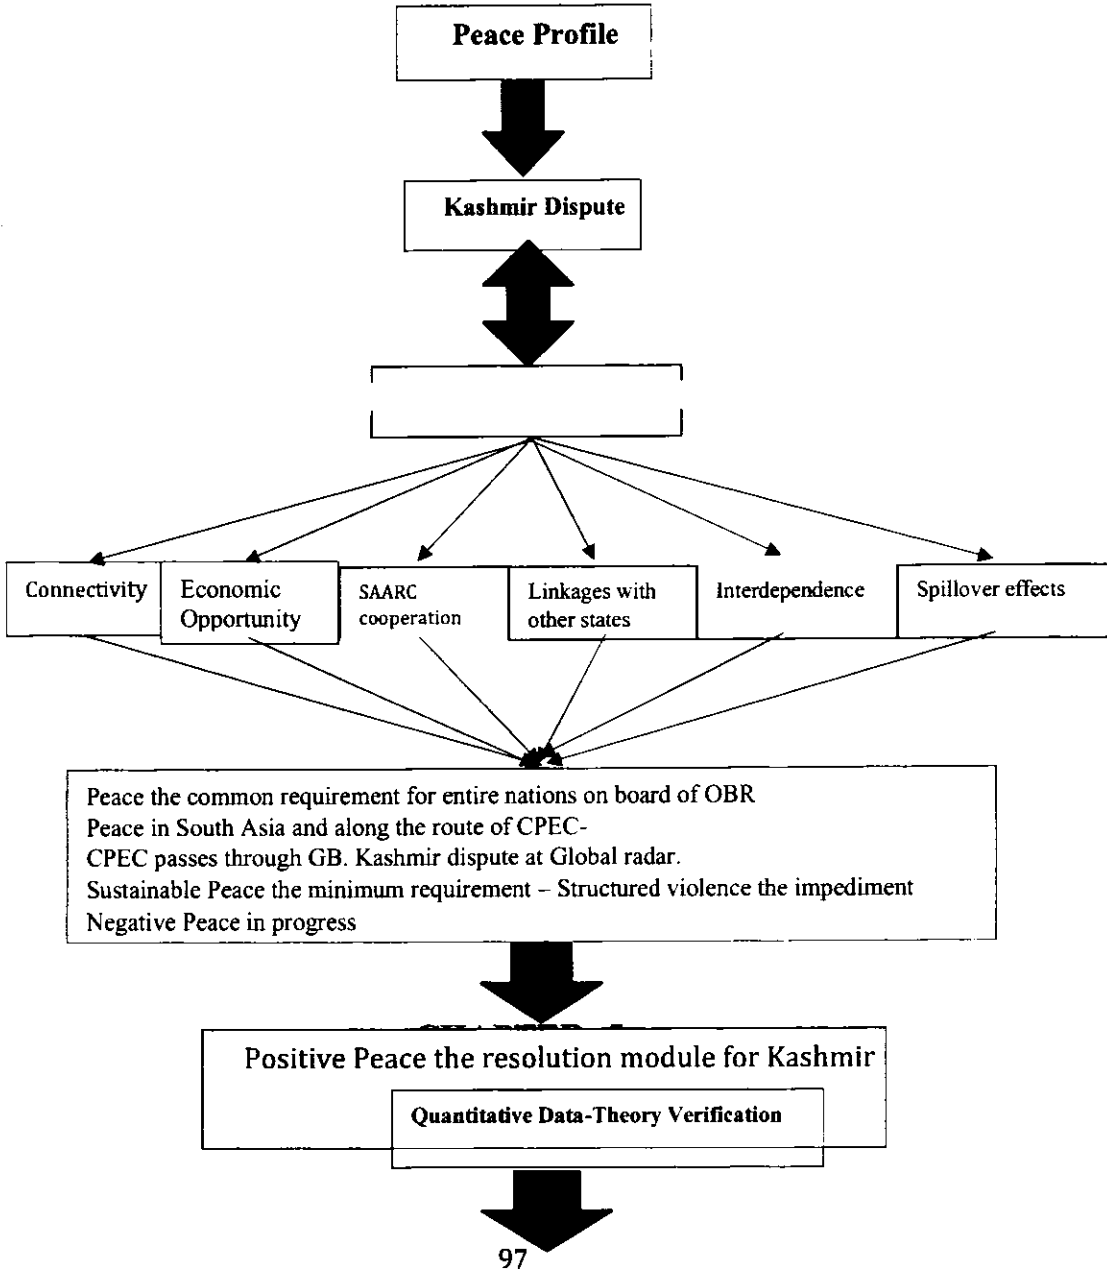 Peace Profile
Kashmir Dispute
Connectivity
Economic
Opportunity
SAARC
cooperation
Linkages with
other states
Interdependence
Spillover effects
Peace the common requirement for entire nations on board of OBR
Peace in South Asia and along the route of CPEC-
CPEC passes through GB. Kashmir dispute at Global radar.
Sustainable Peace the minimum requirement – Structured violence the impediment
Negative Peace in progress
Positive Peace the resolution module for Kashmir
Quantitative Data-Theory Verification
97